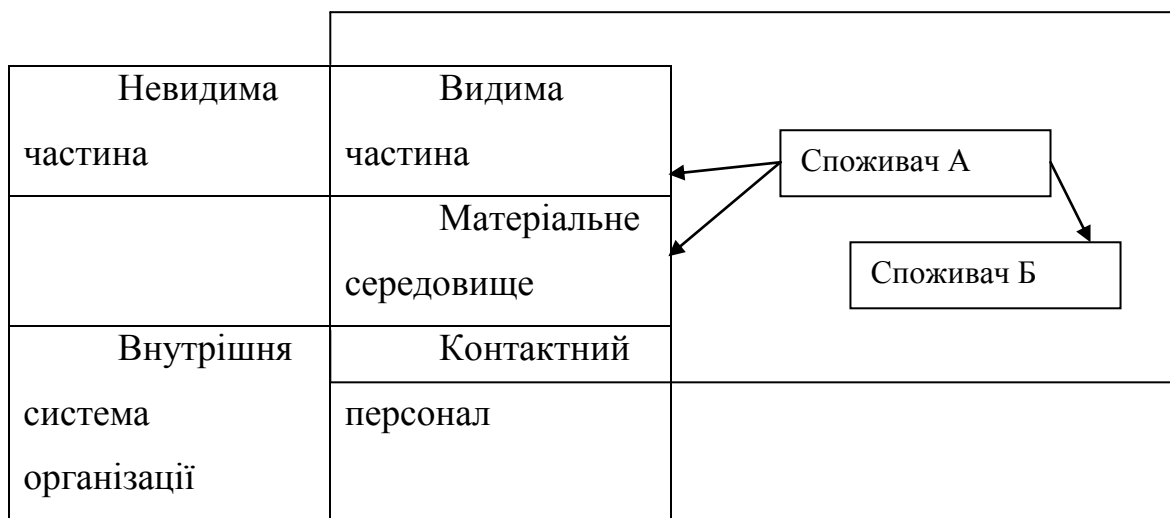 Невидима
частина
Видима
частина
Матеріальне
середовище
Внутрішня
система
організації
Контактний
персонал
Споживач А
Споживач Б